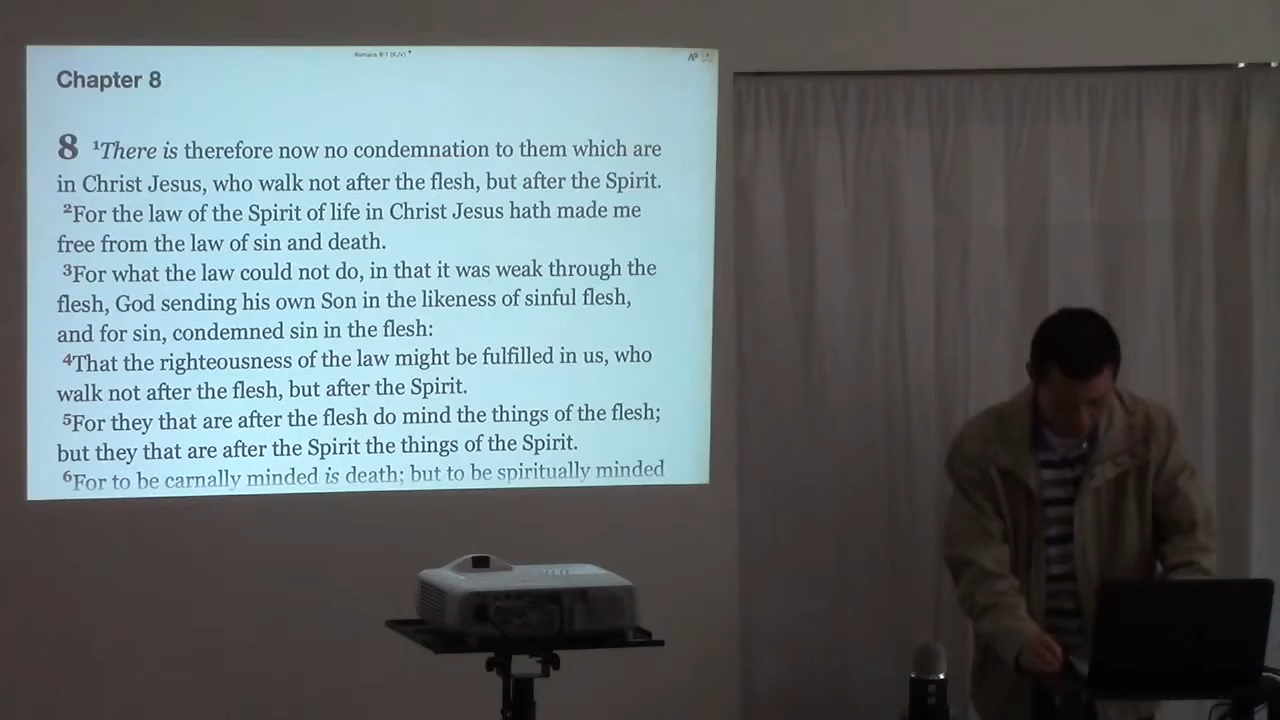 Romans 8:1 (KJV)
Chapter 8
8 1There is therefore now no condemnation to them which are
in Christ Jesus, who walk not after the flesh, but after the Spirit.
2For the law of the Spirit of life in Christ Jesus hath made me
free from the law of sin and death.
3For what the law could not do, in that it was weak through the
flesh, God sending his own Son in the likeness of sinful flesh,
and for sin, condemned sin in the flesh:
4That the righteousness of the law might be fulfilled in us, who
walk not after the flesh, but after the Spirit.
5For they that are after the flesh do mind the things of the flesh;
but they that are after the Spirit the things of the Spirit.
6For to be carnally minded is death; but to be spiritually minded